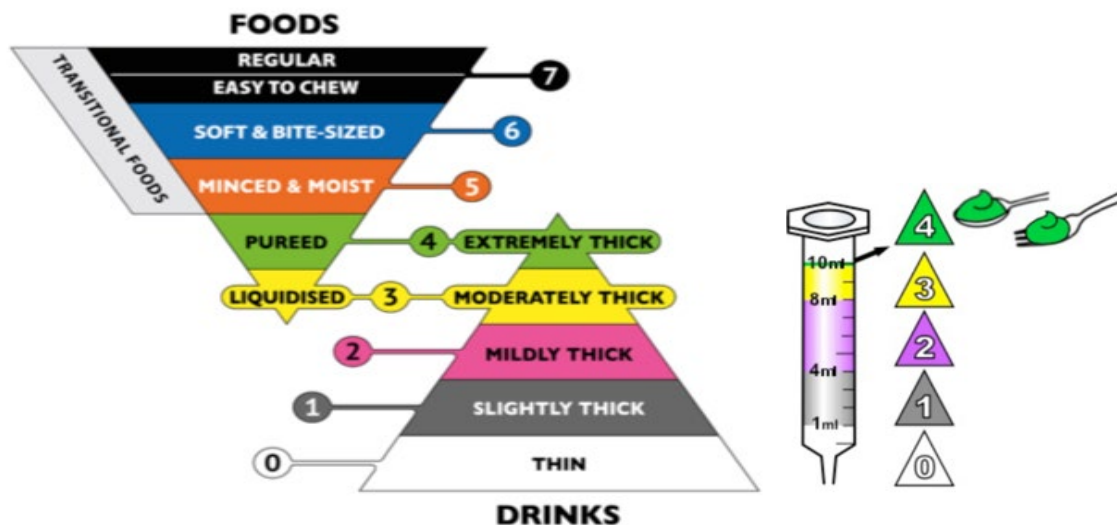 FOODS
TRANSITIONAL FOODS
REGULAR
EASY TO CHEW
7
SOFT & BITE-SIZED
6
MINCED & MOIST
5
PUREED
4
EXTREMELY THICK
LIQUIDISED
3
MODERATELY THICK
2
MILDLY THICK
1
SLIGHTLY THICK
0
THIN
DRINKS
10ml
8ml
4ml
1ml
4
3
2
1
0